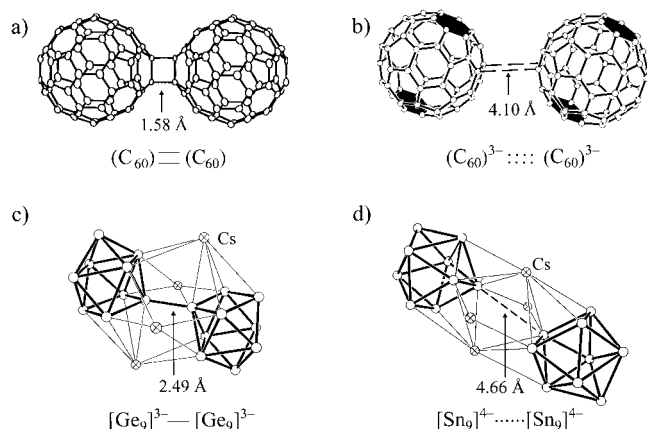 a)
1.58 Å
(C₆₀)═(C₆₀)
b)
4.10 Å
(C₆₀)³⁻ :::: (C₆₀)³⁻
c)
Cs
2.49 Å
[Ge₉]³⁻—[Ge₉]³⁻
d)
Cs
4.66 Å
[Sn₉]⁴⁻······[Sn₉]⁴⁻